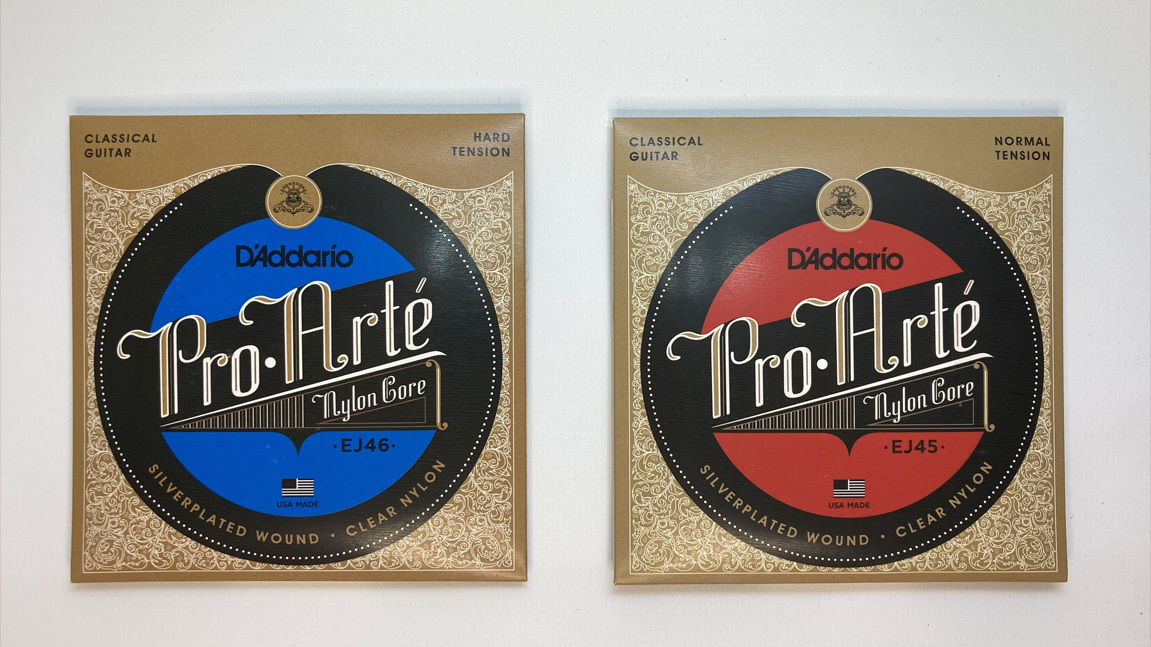 CLASSICAL
GUITAR
HARD
TENSION
D'Addario
Pro·Arté
Nylon Core
·EJ46·
USA MADE
SILVERPLATED WOUND · CLEAR NYLON
CLASSICAL
GUITAR
NORMAL
TENSION
D'Addario
Pro·Arté
Nylon Core
·EJ45·
USA MADE
SILVERPLATED WOUND · CLEAR NYLON